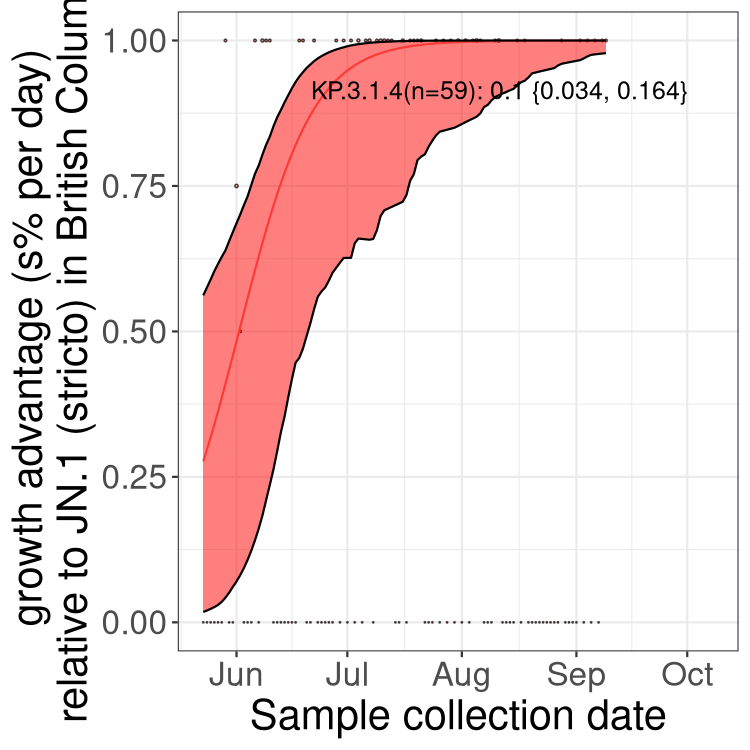 growth advantage (s% per day)
relative to JN.1 (stricto) in British Colum
1.00
0.75
0.50
0.25
0.00
KP.3.1.4(n=59): 0.1 {0.034, 0.164}
Jun Jul Aug Sep Oct
Sample collection date